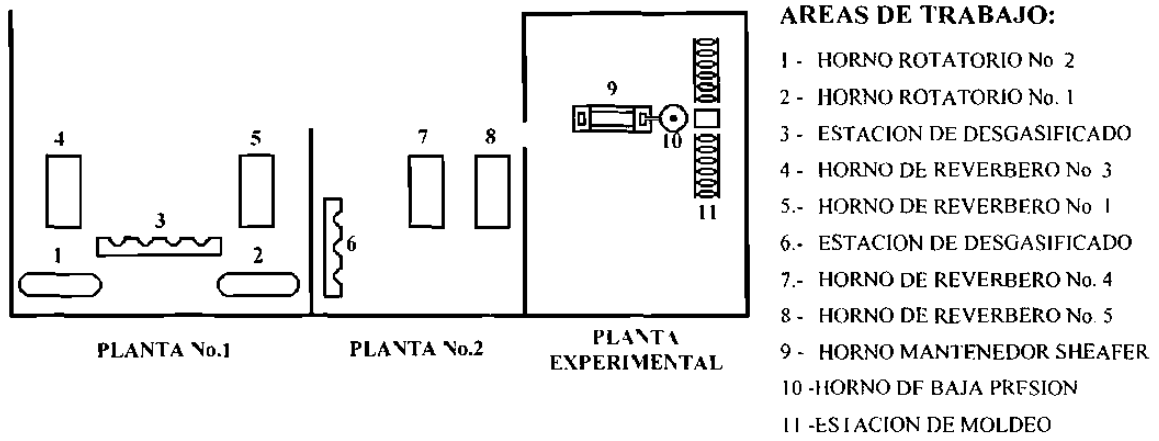 AREAS DE TRABAJO:
1 - HORNO ROTATORIO No 2
2 - HORNO ROTATORIO No. 1
3 - ESTACION DE DESGASIFICADO
4 - HORNO DE REVERBERO No 3
5.- HORNO DE REVERBERO No 1
6.- ESTACION DE DESGASIFICADO
7.- HORNO DE REVERBERO No. 4
8 - HORNO DE REVERBERO No. 5
9 - HORNO MANTENEDOR SHEAFER
10 -HORNO DE BAJA PRESION
11 -ESTACION DE MOLDEO
9
10
11
4
5
7
8
3
6
1
2
PLANTA No.1
PLANTA No.2
PLANTA
EXPERIMENTAL